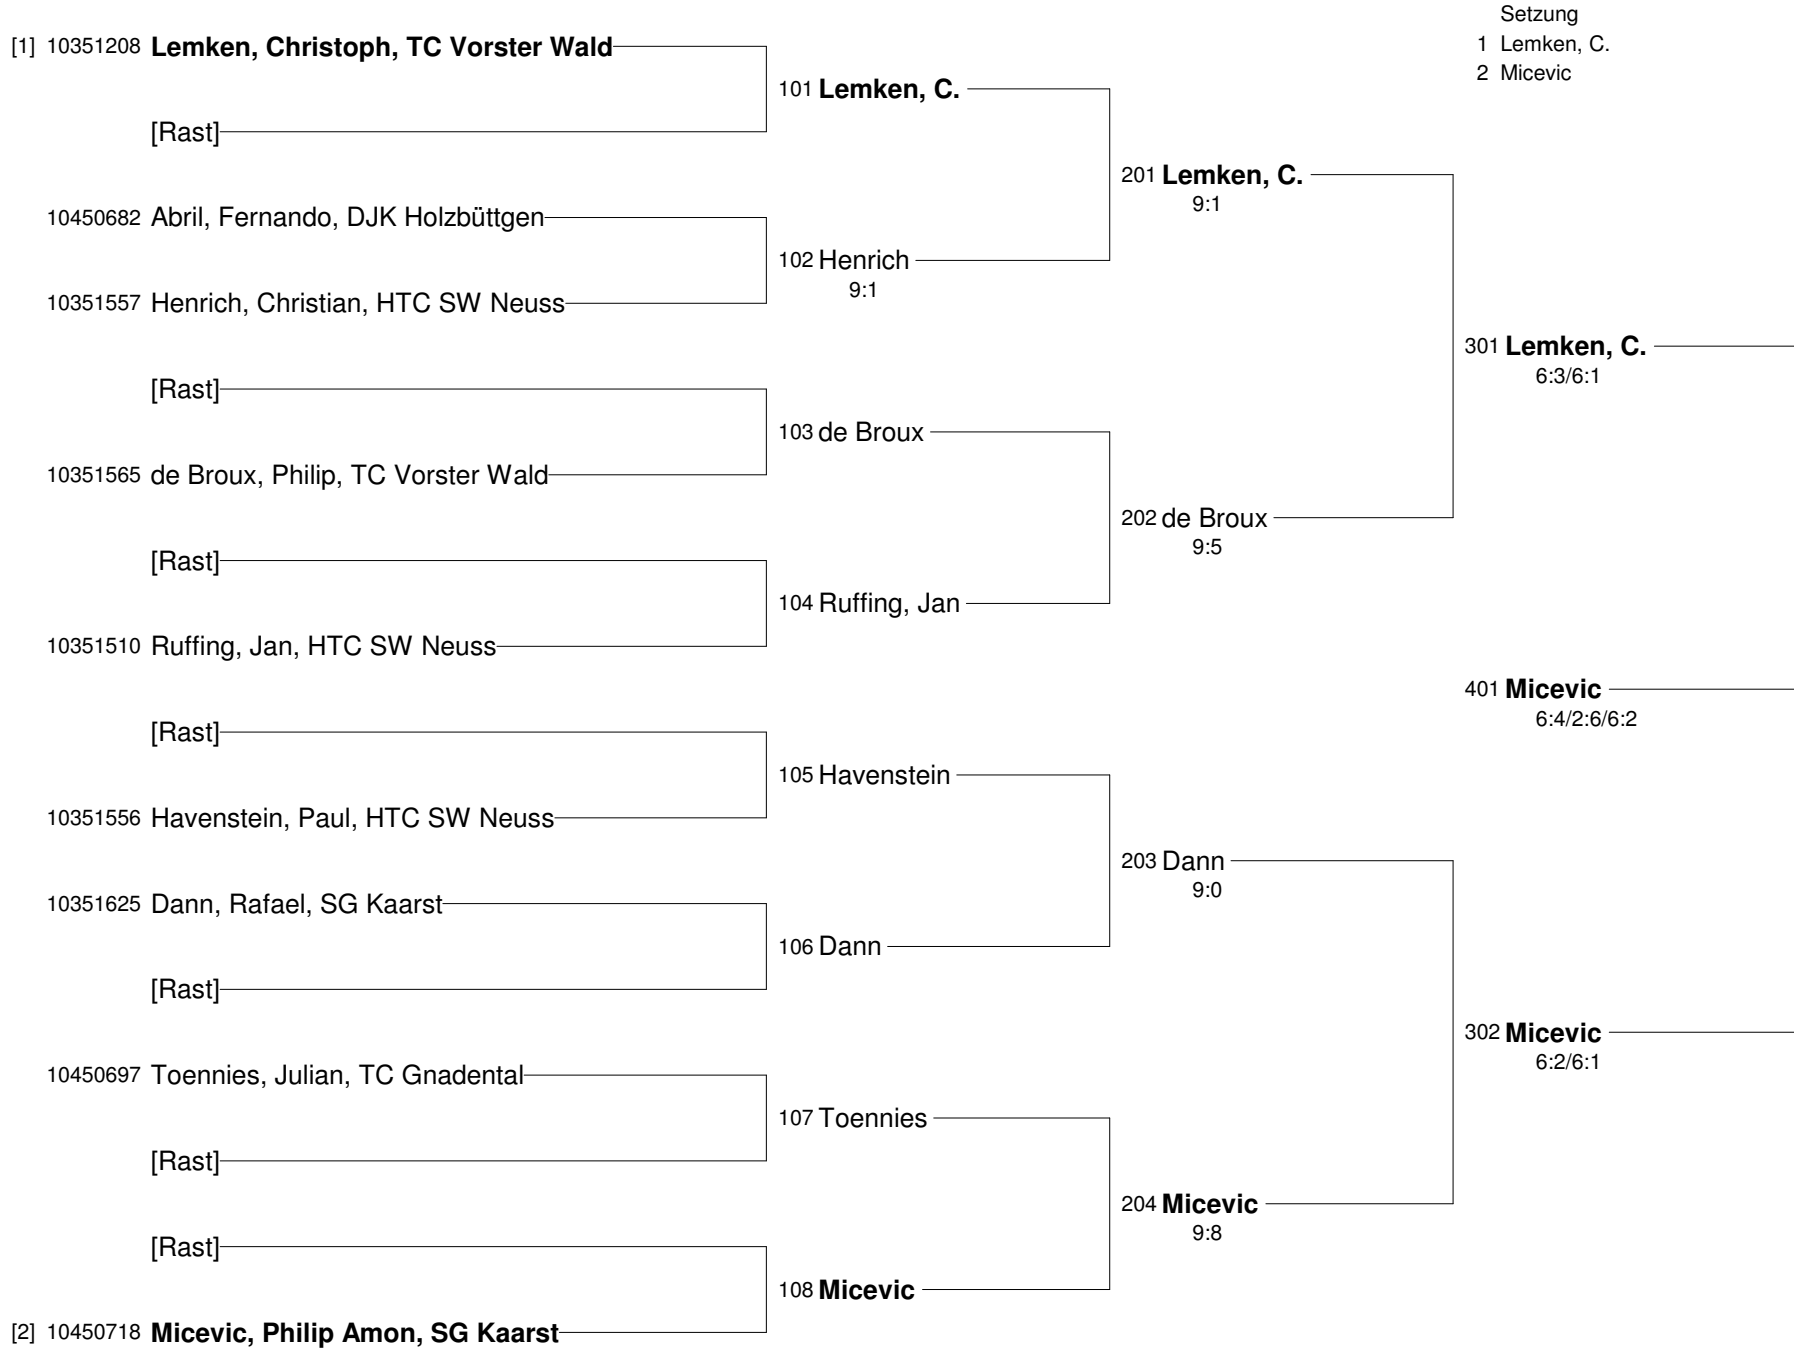 Setzung
1 Lemken, C.
2 Micevic
[1] 10351208 Lemken, Christoph, TC Vorster Wald
101 Lemken, C.
[Rast]
201 Lemken, C.
9:1
10450682 Abril, Fernando, DJK Holzbüttgen
102 Henrich
9:1
10351557 Henrich, Christian, HTC SW Neuss
301 Lemken, C.
6:3/6:1
[Rast]
103 de Broux
10351565 de Broux, Philip, TC Vorster Wald
202 de Broux
9:5
[Rast]
104 Ruffing, Jan
10351510 Ruffing, Jan, HTC SW Neuss
401 Micevic
6:4/2:6/6:2
[Rast]
105 Havenstein
10351556 Havenstein, Paul, HTC SW Neuss
203 Dann
9:0
10351625 Dann, Rafael, SG Kaarst
106 Dann
[Rast]
302 Micevic
6:2/6:1
10450697 Toennies, Julian, TC Gnadental
107 Toennies
[Rast]
204 Micevic
9:8
[Rast]
108 Micevic
[2] 10450718 Micevic, Philip Amon, SG Kaarst